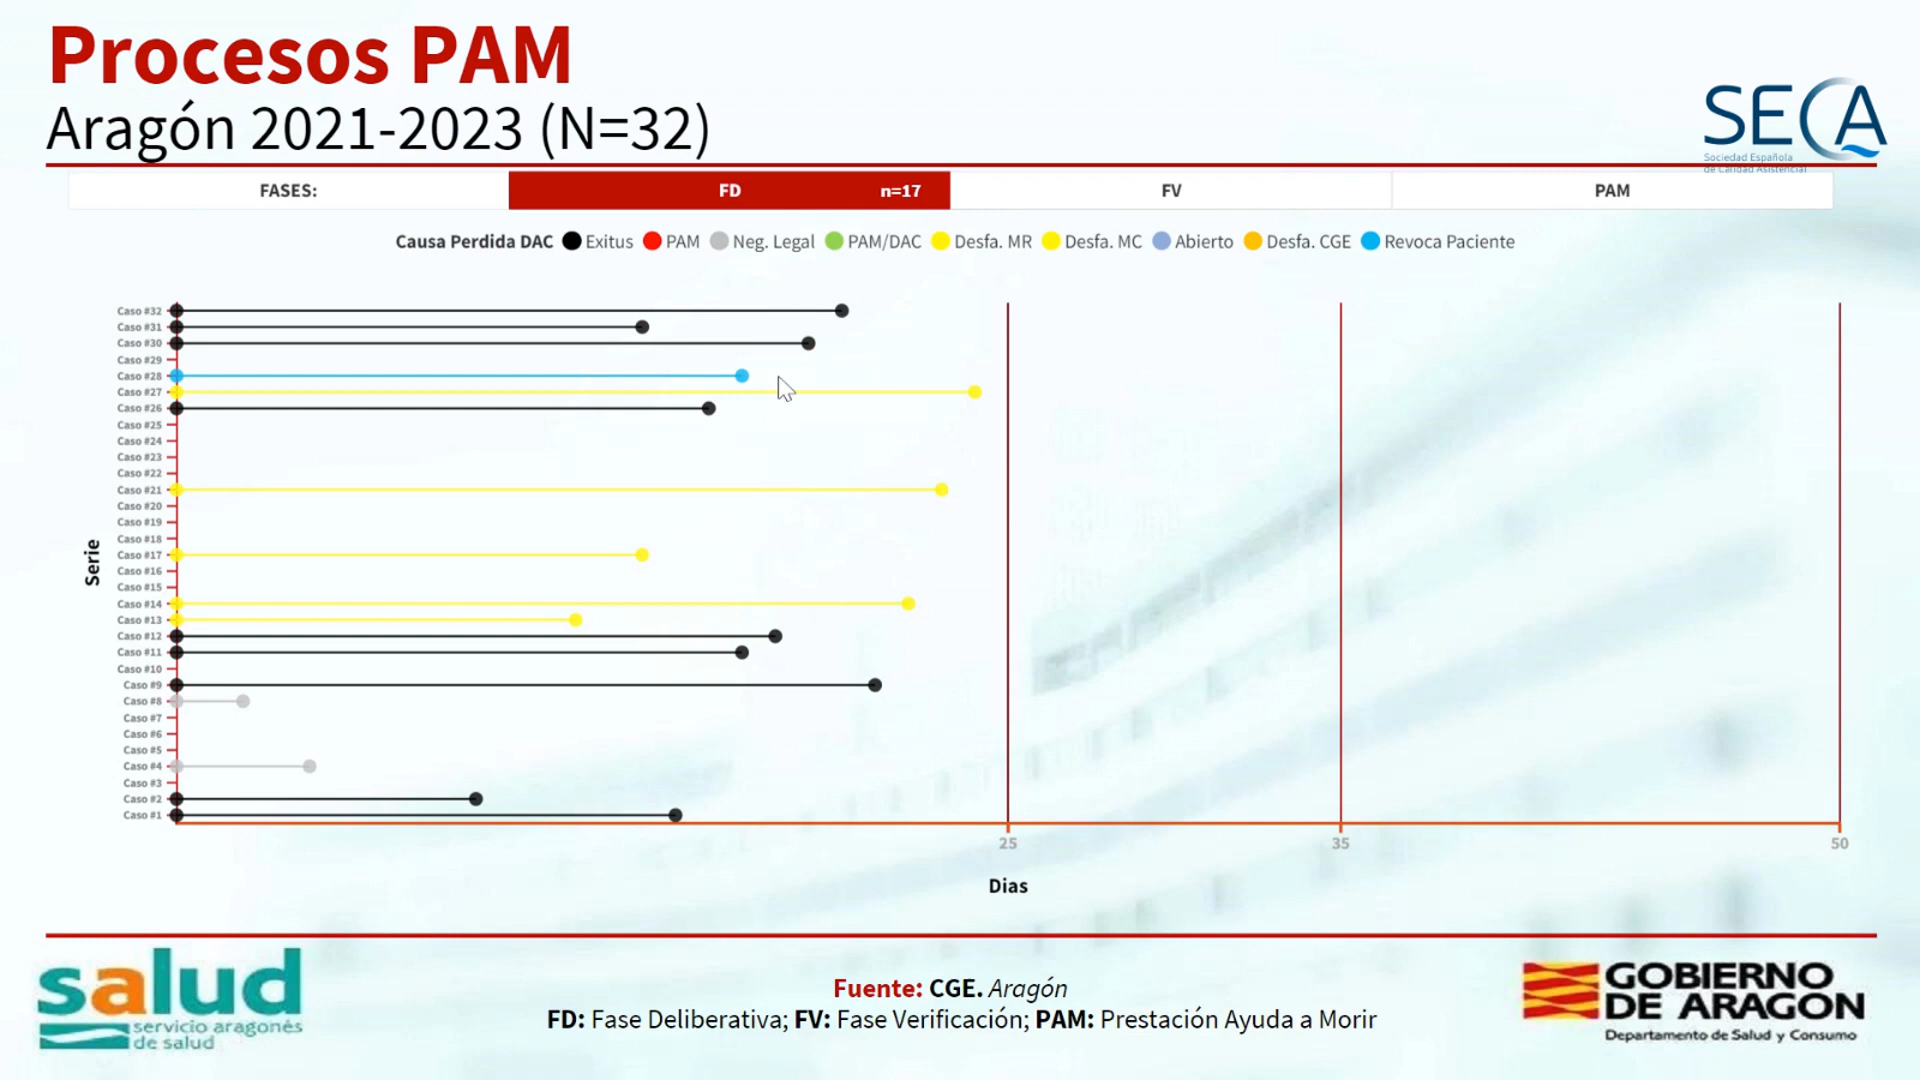 Procesos PAM
Aragón 2021-2023 (N=32)
SECA
Sociedad Española
de Calidad Asistencial
FASES: FD n=17 FV PAM
Causa Perdida DAC Exitus PAM Neg. Legal PAM/DAC Desfa. MR Desfa. MC Abierto Desfa. CGE Revoca Paciente
Caso #32
Caso #31
Caso #30
Caso #29
Caso #28
Caso #27
Caso #26
Caso #25
Caso #24
Caso #23
Caso #22
Caso #21
Caso #20
Caso #19
Caso #18
Caso #17
Caso #16
Caso #15
Caso #14
Caso #13
Caso #12
Caso #11
Caso #10
Caso #9
Caso #8
Caso #7
Caso #6
Caso #5
Caso #4
Caso #3
Caso #2
Caso #1
Serie
25 35 50
Dias
salud
servicio aragonés
de salud
Fuente: CGE. Aragón
FD: Fase Deliberativa; FV: Fase Verificación; PAM: Prestación Ayuda a Morir
GOBIERNO
DE ARAGON
Departamento de Salud y Consumo